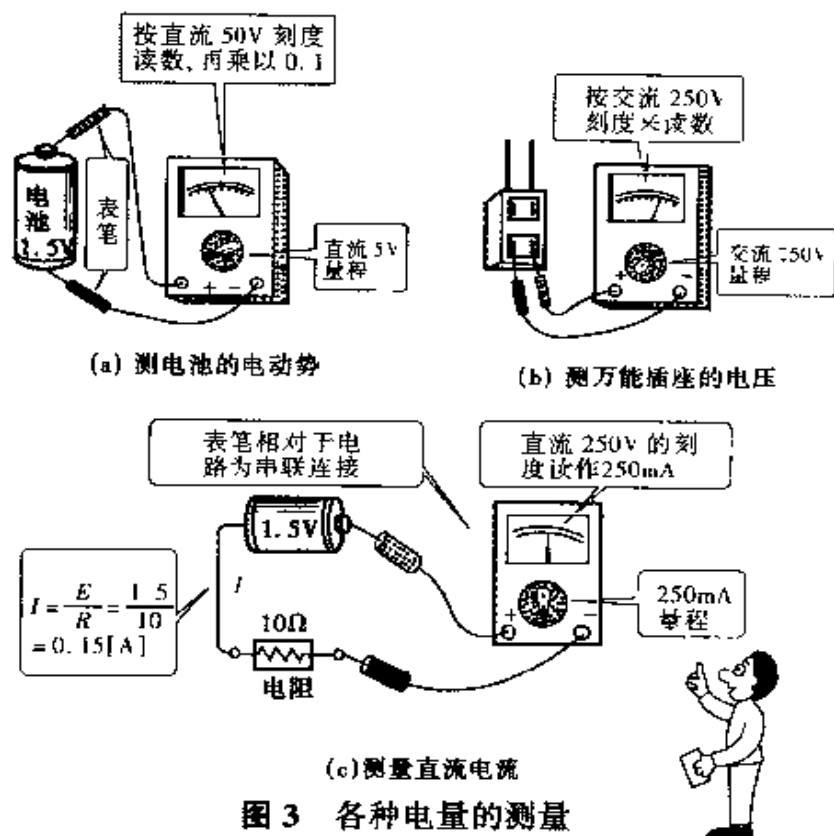 按直流 50V 刻度
读数、再乘以 0.1
电池
1.5V
表笔
直流 5V
量程
+ −
(a) 测电池的电动势
按交流 250V
刻度来读数
交流 250V
量程
+ −
(b) 测万能插座的电压
表笔相对于电
路为串联连接
直流 250V 的刻
度读作250mA
1.5V
I = E/R = 1.5/10
= 0.15[A]
I
10Ω
电阻
+ −
250mA
量程
(c)测量直流电流
图 3 各种电量的测量